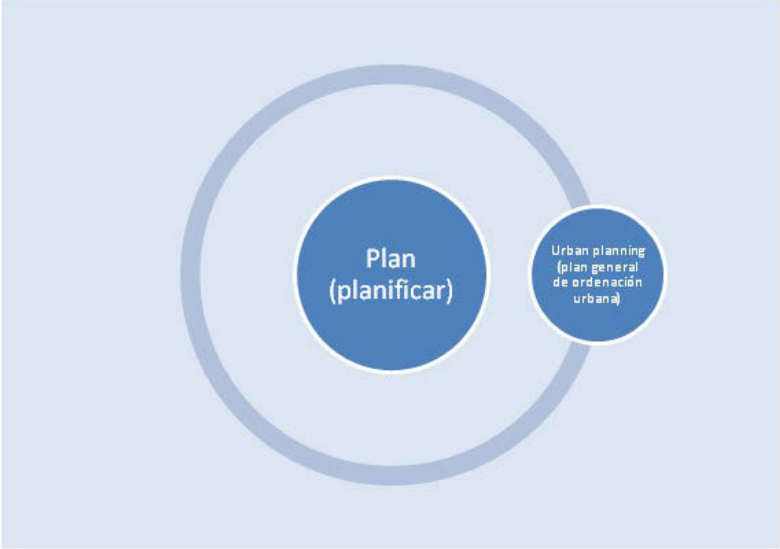 Plan
(planificar)
Urban planning
(plan general
de ordenación
urbana)